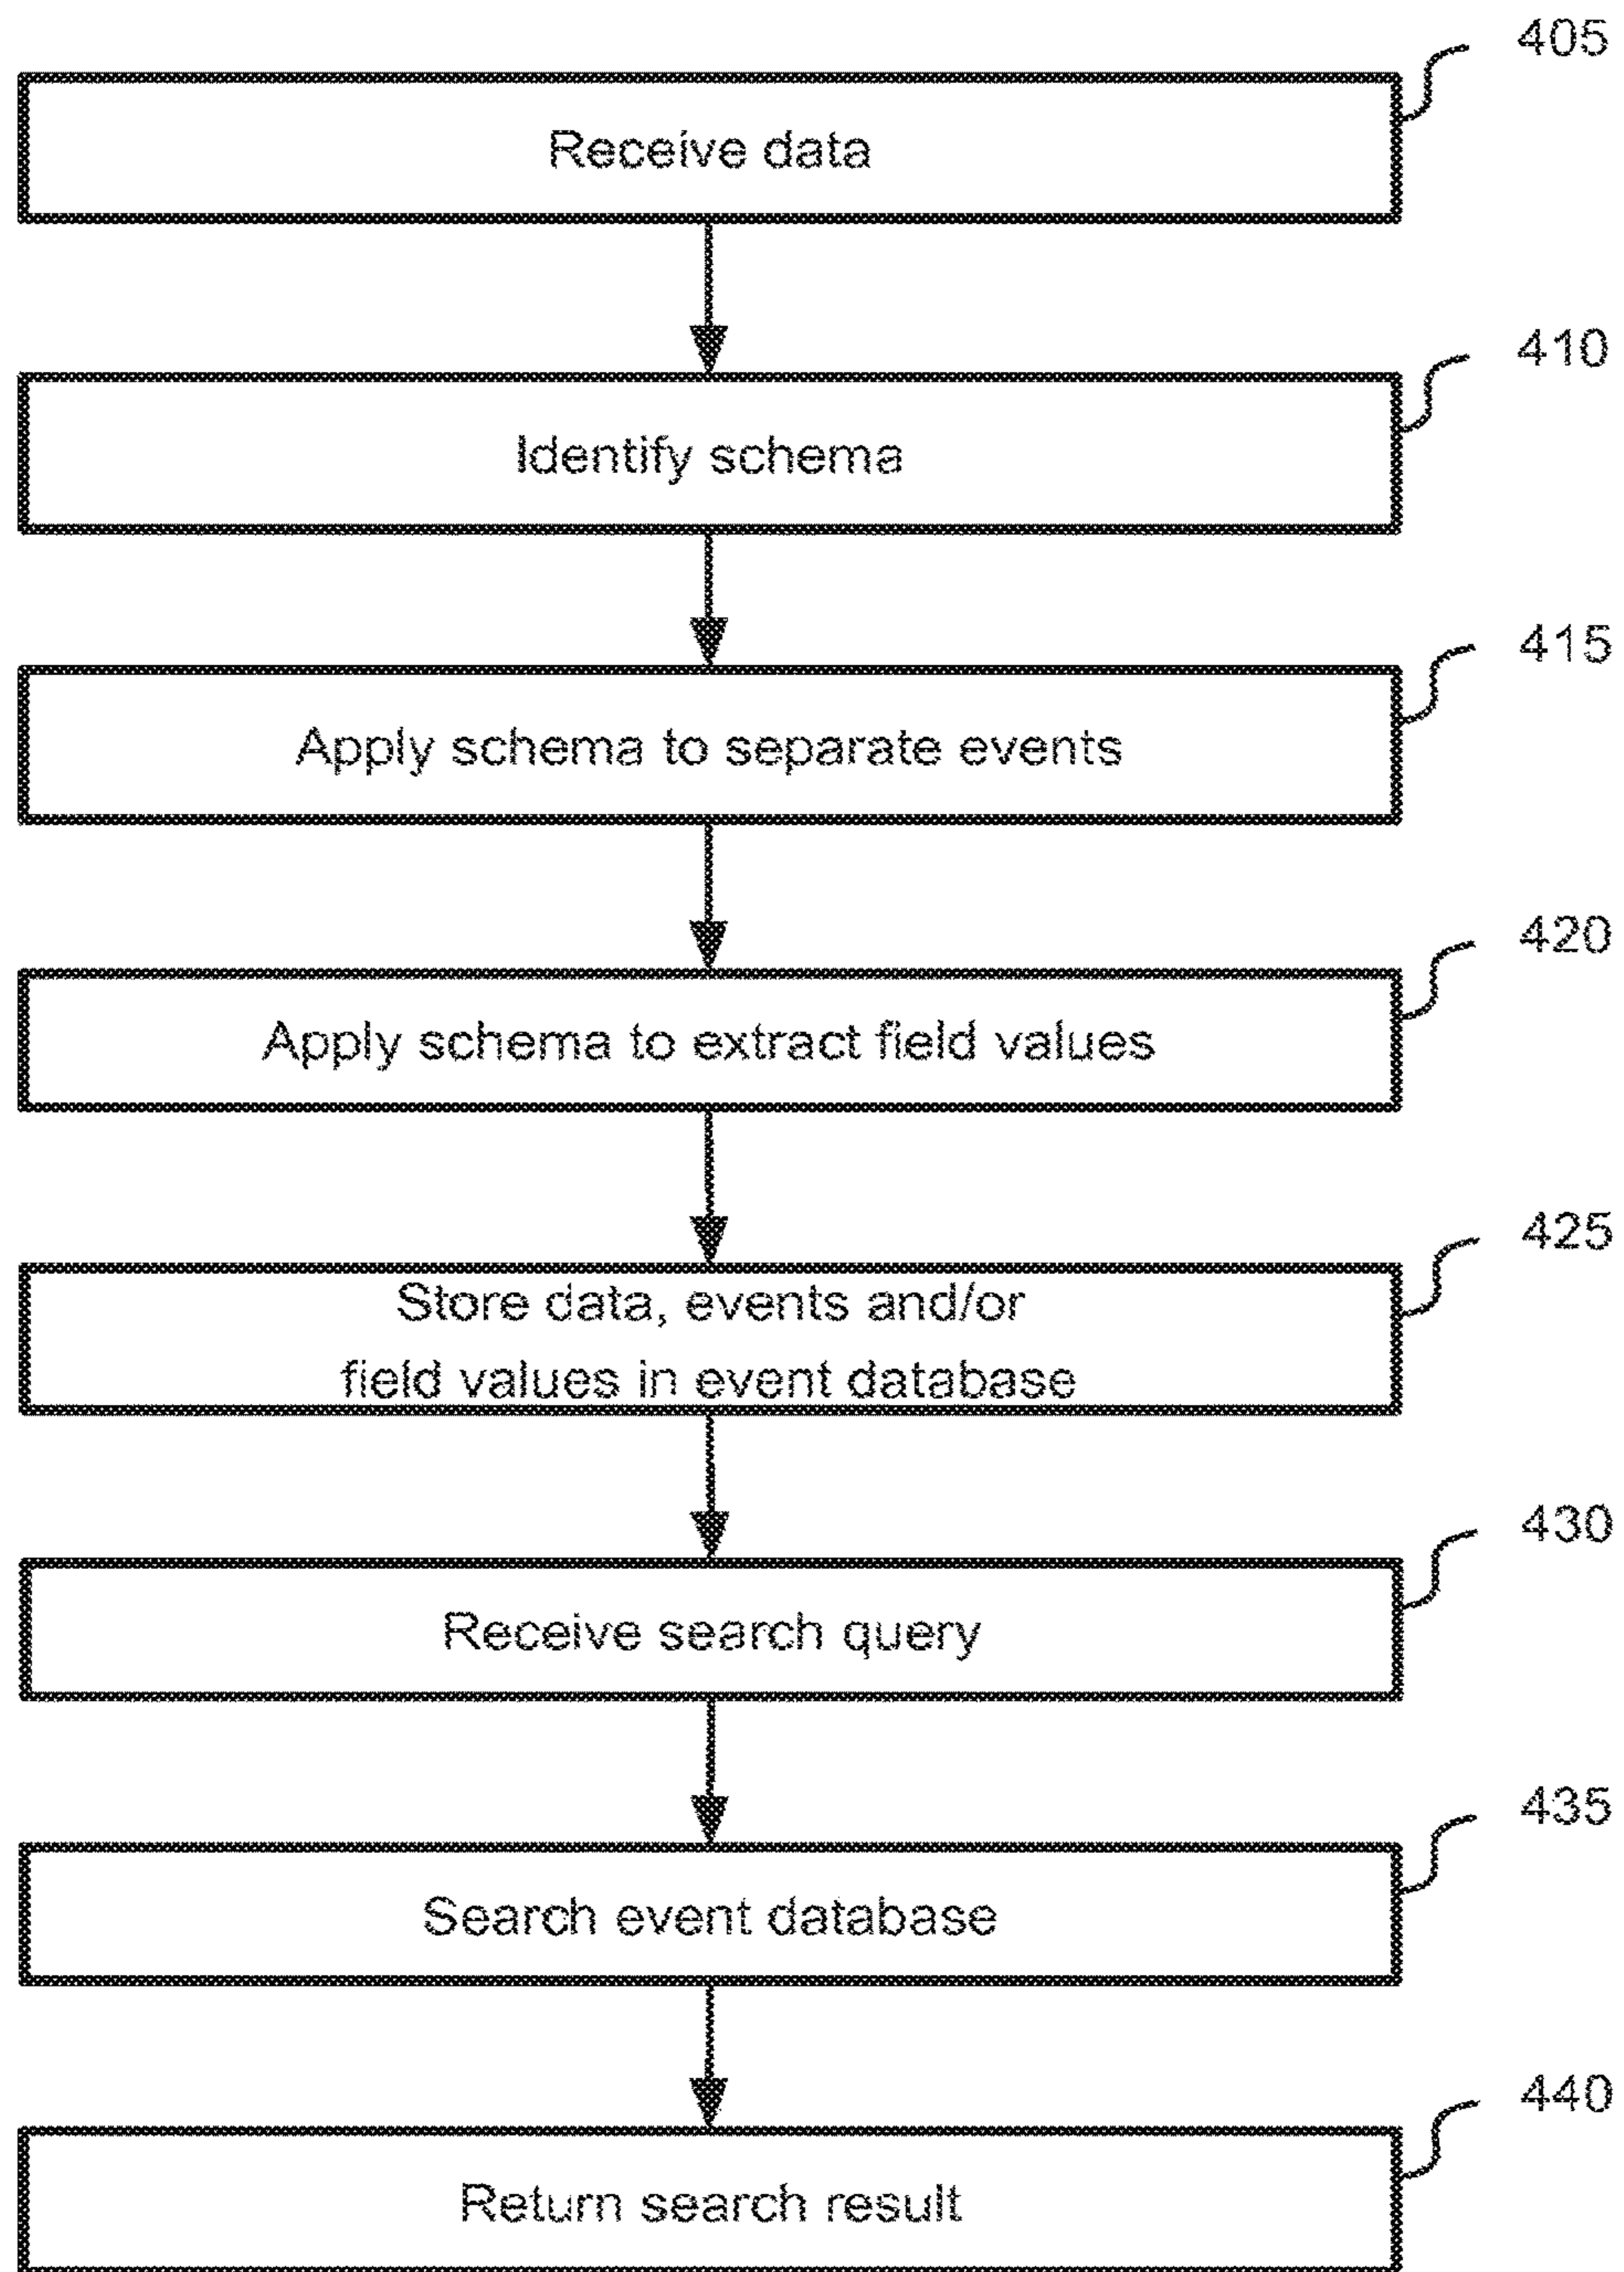 405
Receive data
410
Identify schema
415
Apply schema to separate events
420
Apply schema to extract field values
425
Store data, events and/or
field values in event database
430
Receive search query
435
Search event database
440
Return search result